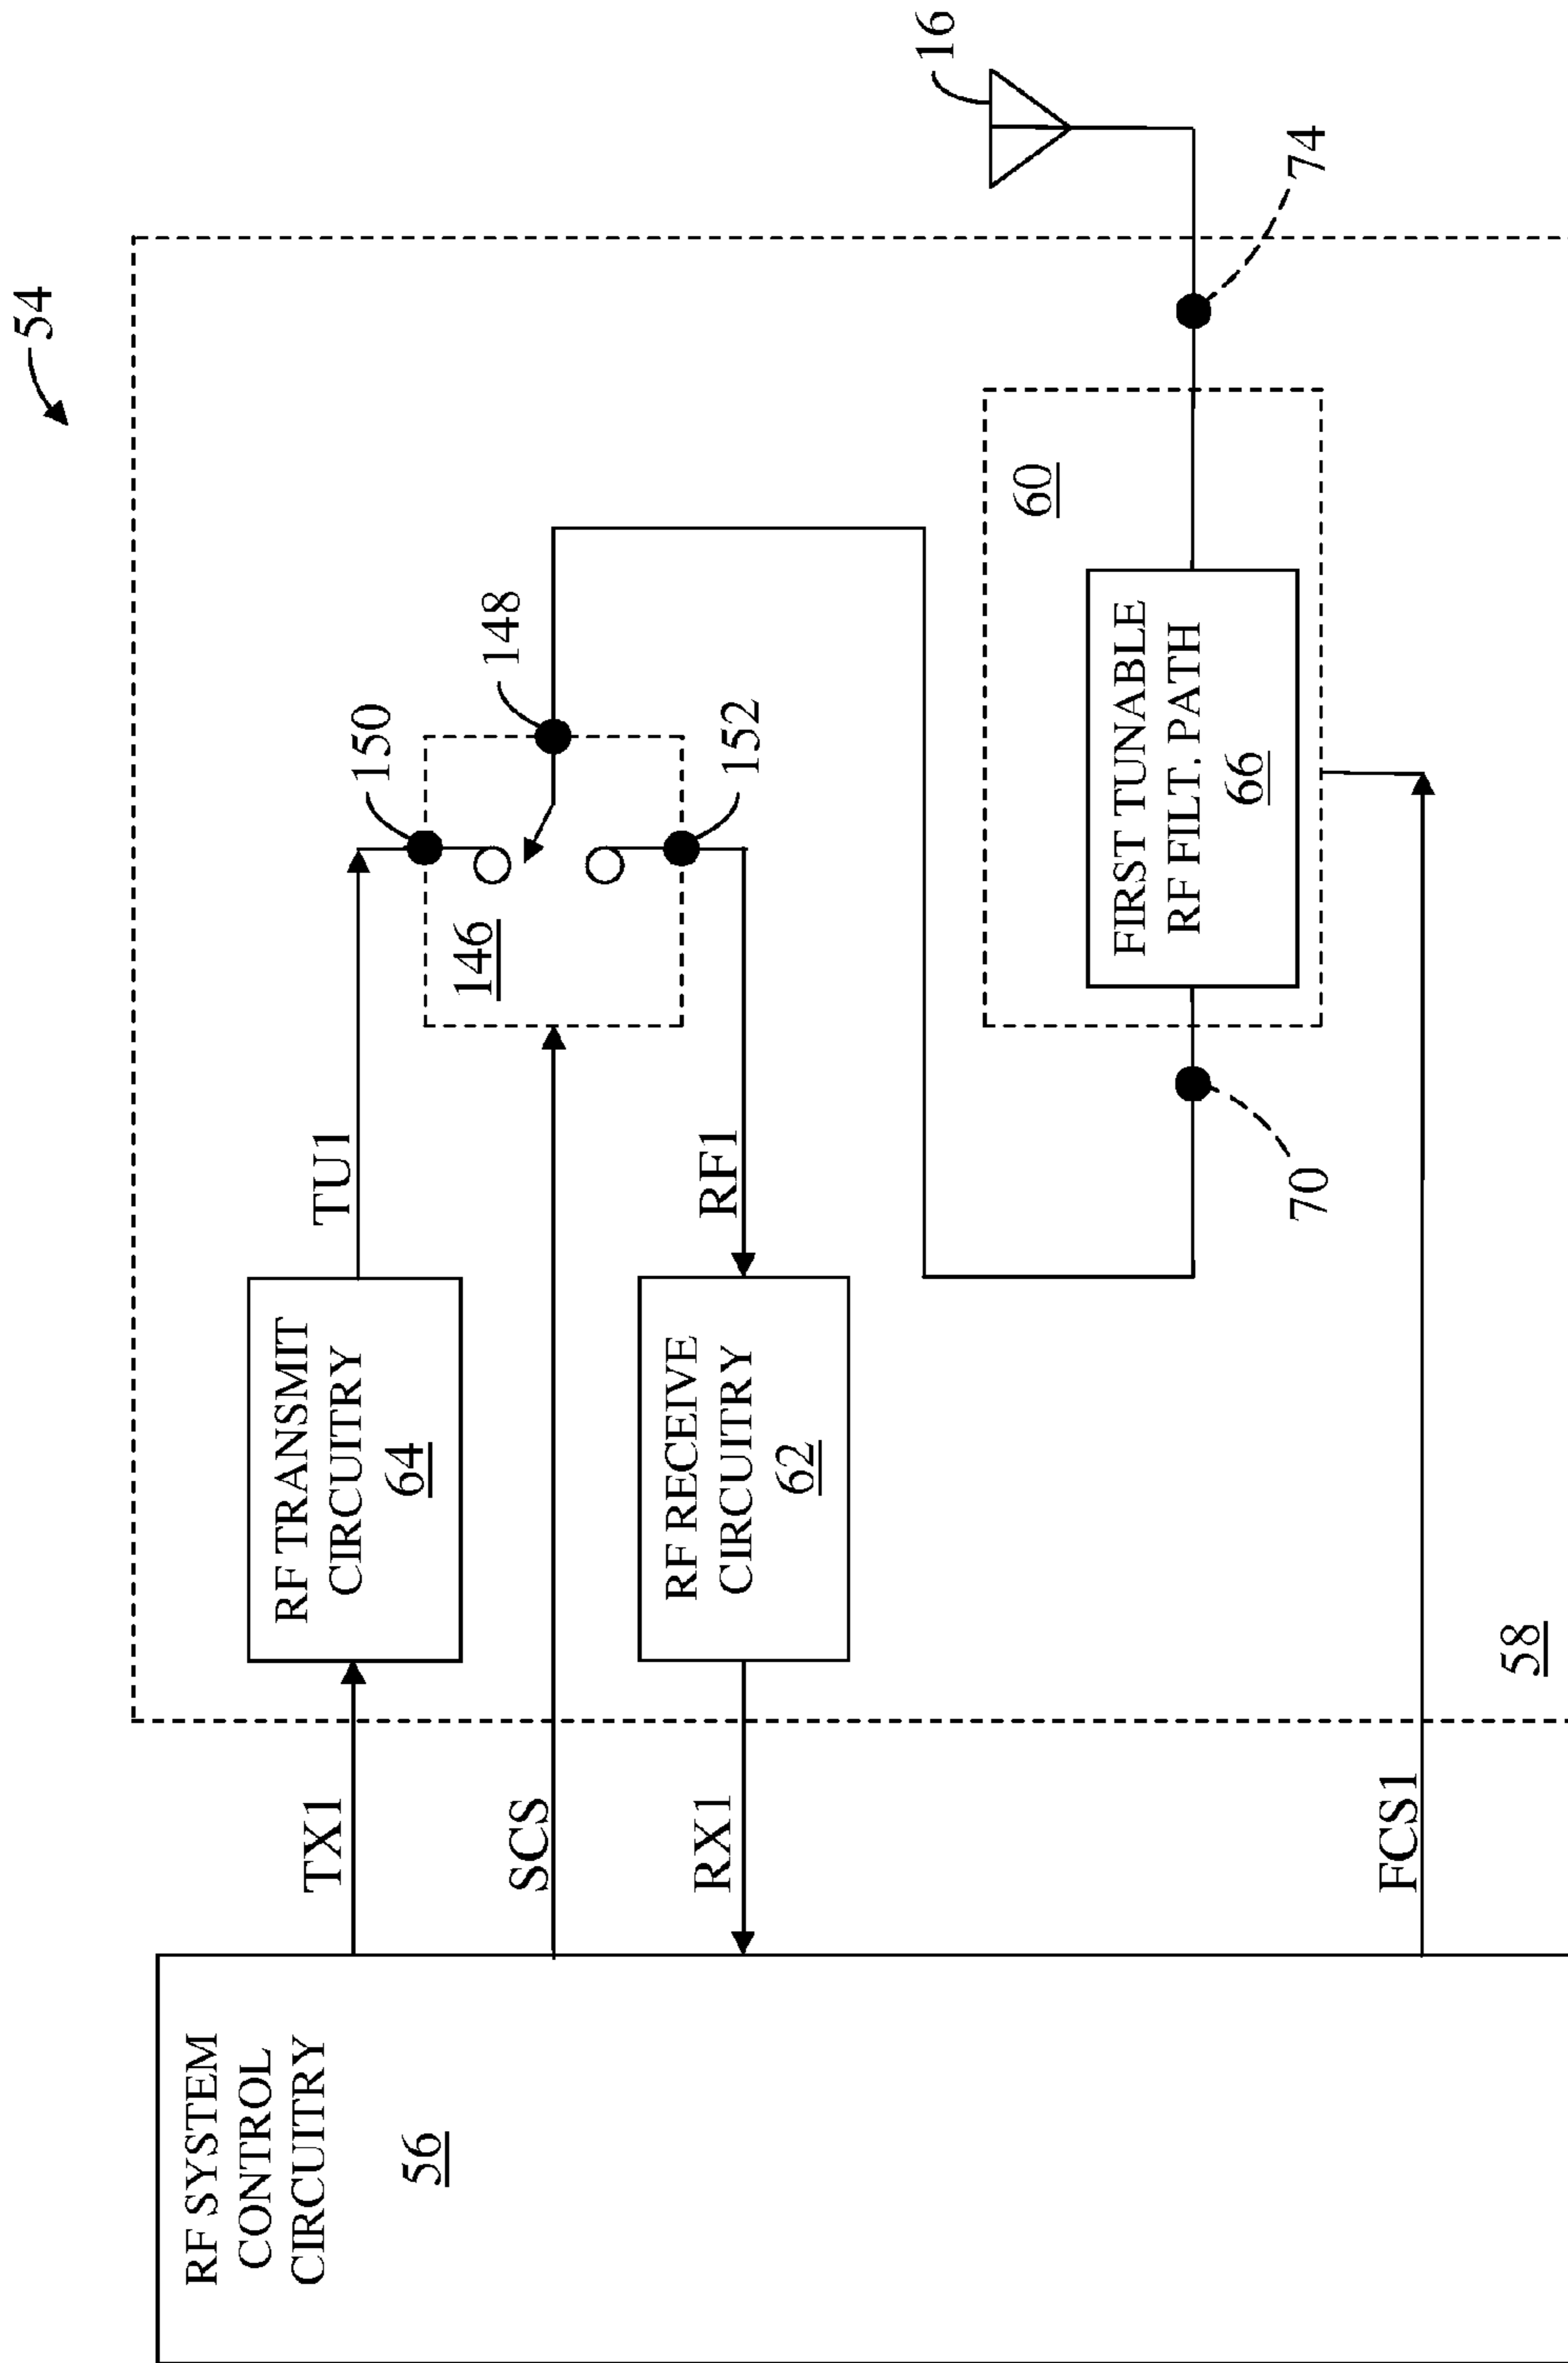 54
RF SYSTEM
CONTROL
CIRCUITRY
56
TX1
SCS
RX1
FCS1
RF TRANSMIT
CIRCUITRY
64
TU1
RF RECEIVE
CIRCUITRY
62
RF1
146
150
148
152
16
60
FIRST TUNABLE
RF FILT. PATH
66
70
74
58